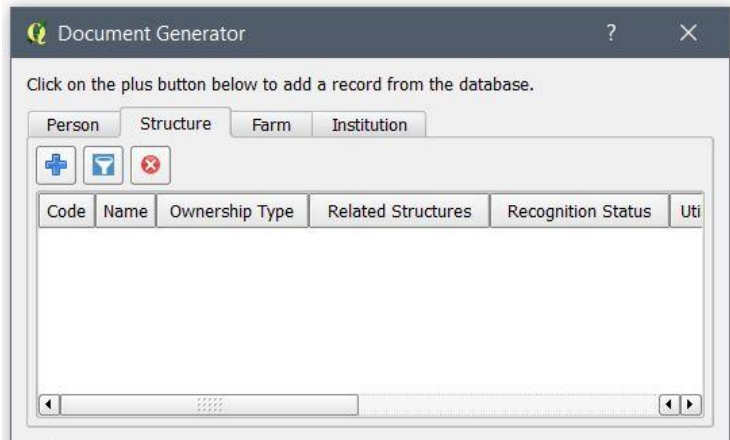 Document Generator
Click on the plus button below to add a record from the database.
Person Structure Farm Institution
Code Name Ownership Type Related Structures Recognition Status Uti